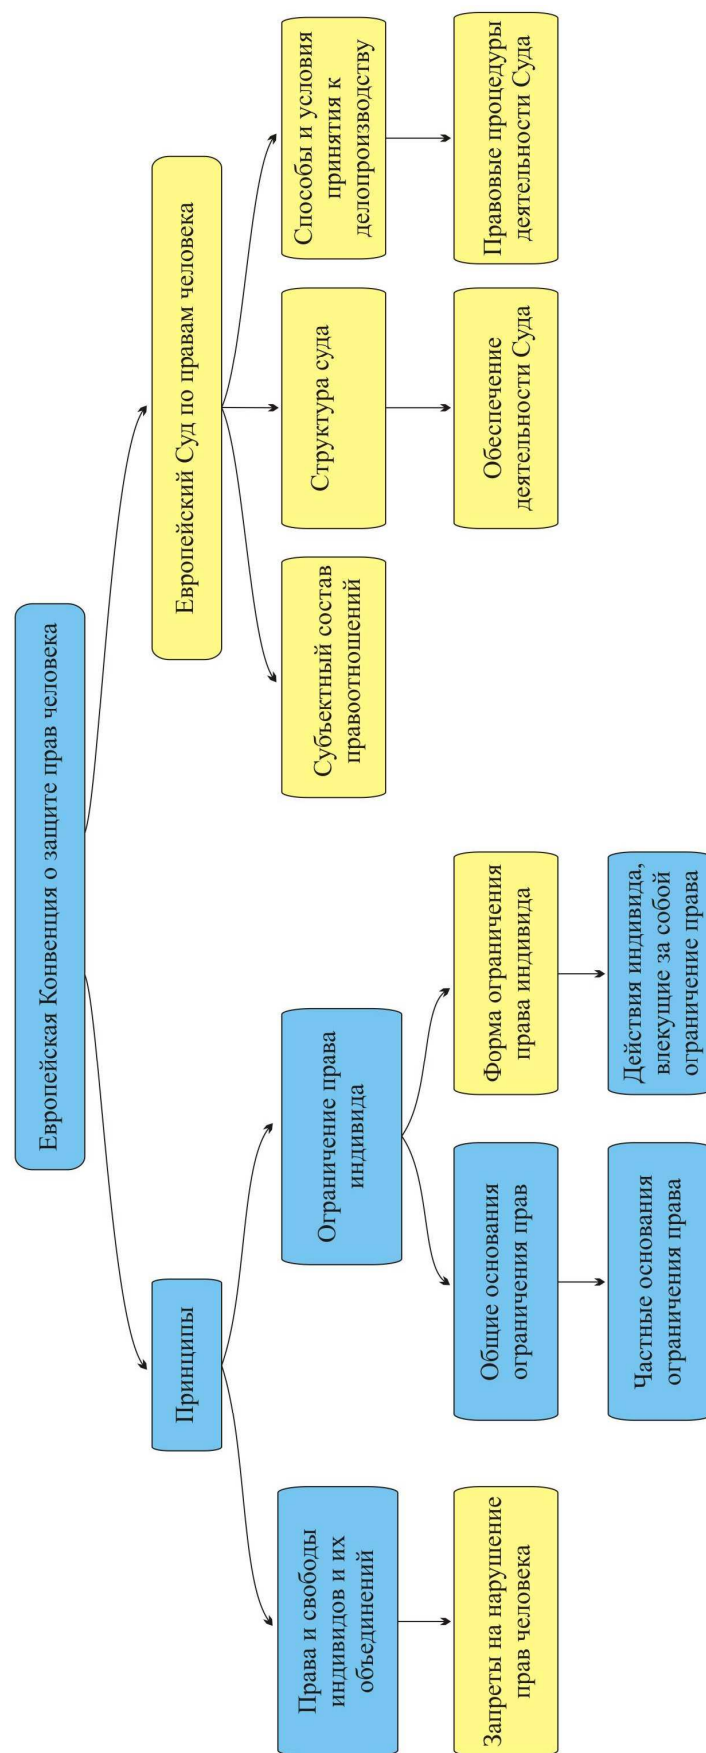 Европейская Конвенция о защите прав человека
Принципы
Европейский Суд по правам человека
Права и свободы
индивидов и их
объединений
Ограничение права
индивида
Субъектный состав
правоотношений
Структура суда
Способы и условия
принятия к
делопроизводству
Запреты на нарушение
прав человека
Общие основания
ограничения прав
Форма ограничения
права индивида
Обеспечение
деятельности Суда
Правовые процедуры
деятельности Суда
Частные основания
ограничения права
Действия индивида,
влекущие за собой
ограничение права